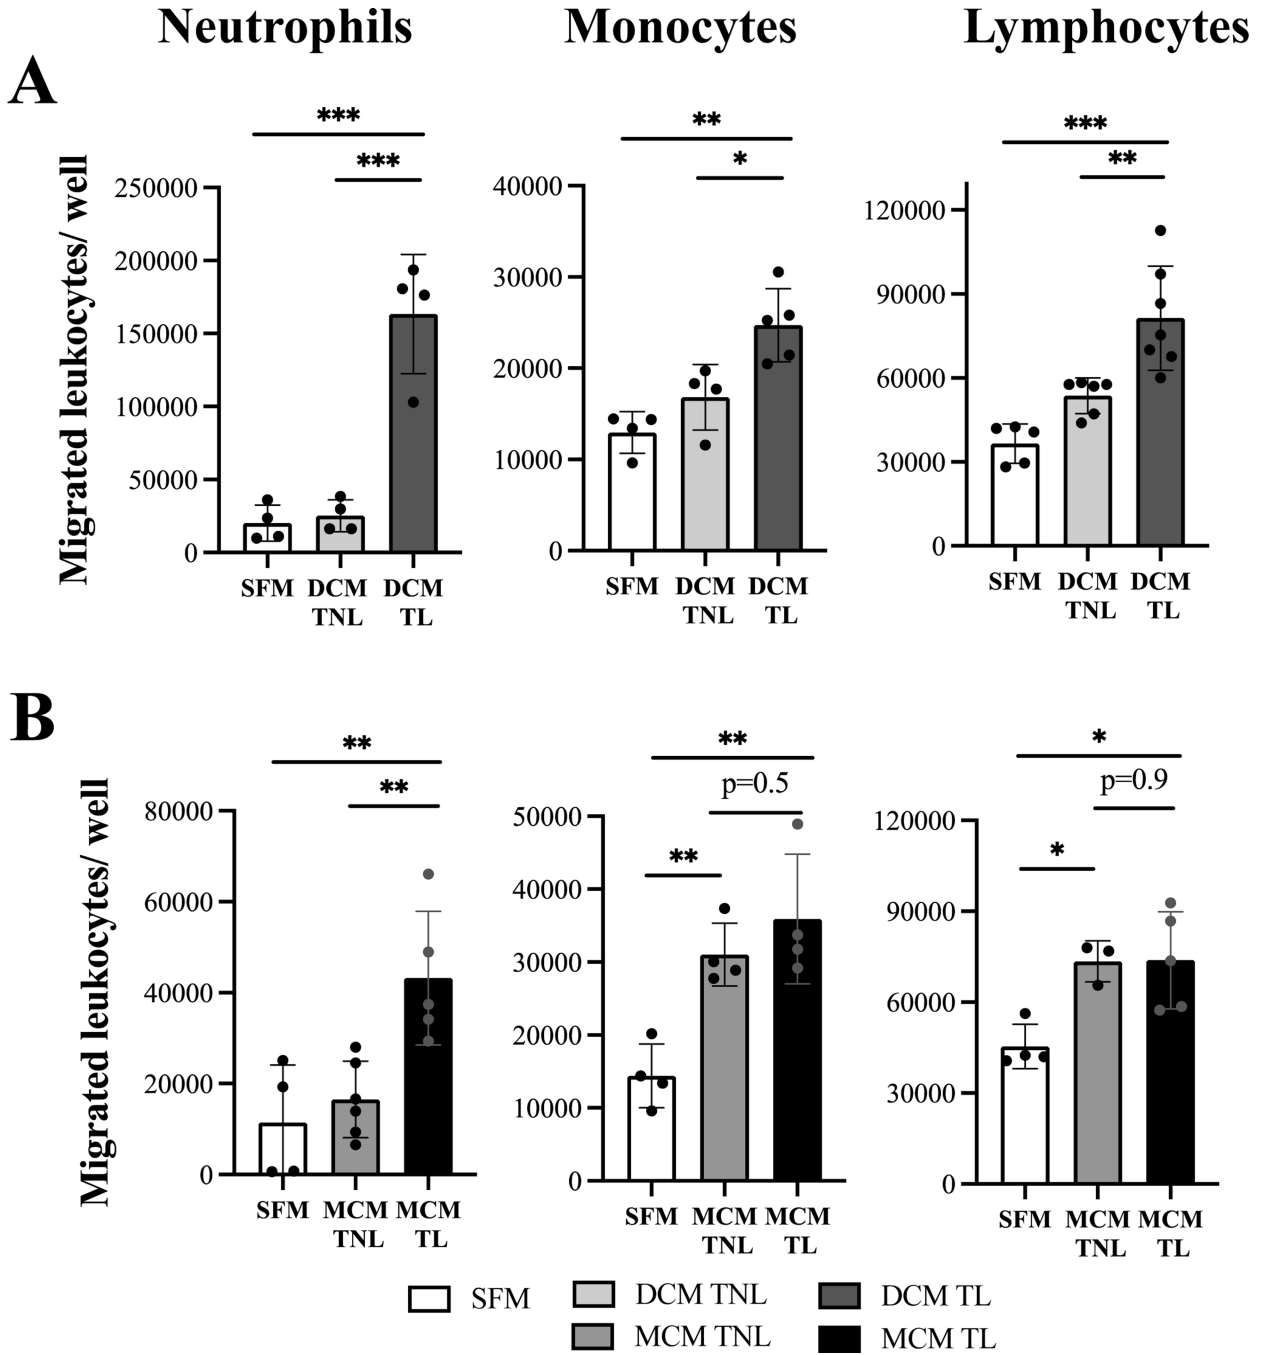 Neutrophils Monocytes Lymphocytes
A
Migrated leukocytes/ well
***
***
250000
200000
150000
100000
50000
0
SFM DCM DCM
TNL TL
**
*
40000
30000
20000
10000
0
SFM DCM DCM
TNL TL
***
**
120000
90000
60000
30000
0
SFM DCM DCM
TNL TL
B
Migrated leukocytes/ well
**
**
80000
60000
40000
20000
0
SFM MCM MCM
TNL TL
**
p=0.5
**
50000
40000
30000
20000
10000
0
SFM MCM MCM
TNL TL
*
p=0.9
*
120000
90000
60000
30000
0
SFM MCM MCM
TNL TL
SFM DCM TNL DCM TL
MCM TNL MCM TL